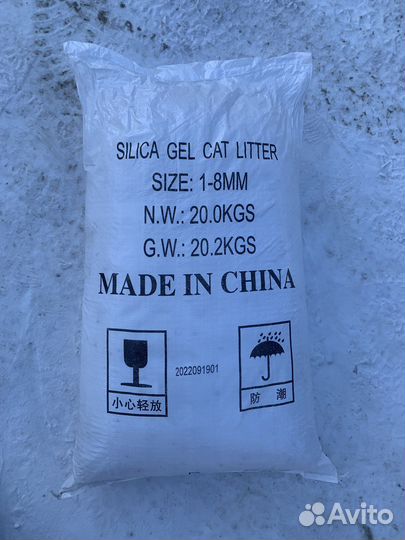 SILICA GEL CAT LITTER
SIZE: 1-8MM
N.W.: 20.0KGS
G.W.: 20.2KGS
MADE IN CHINA
2022091901
小心轻放
防 潮
Avito